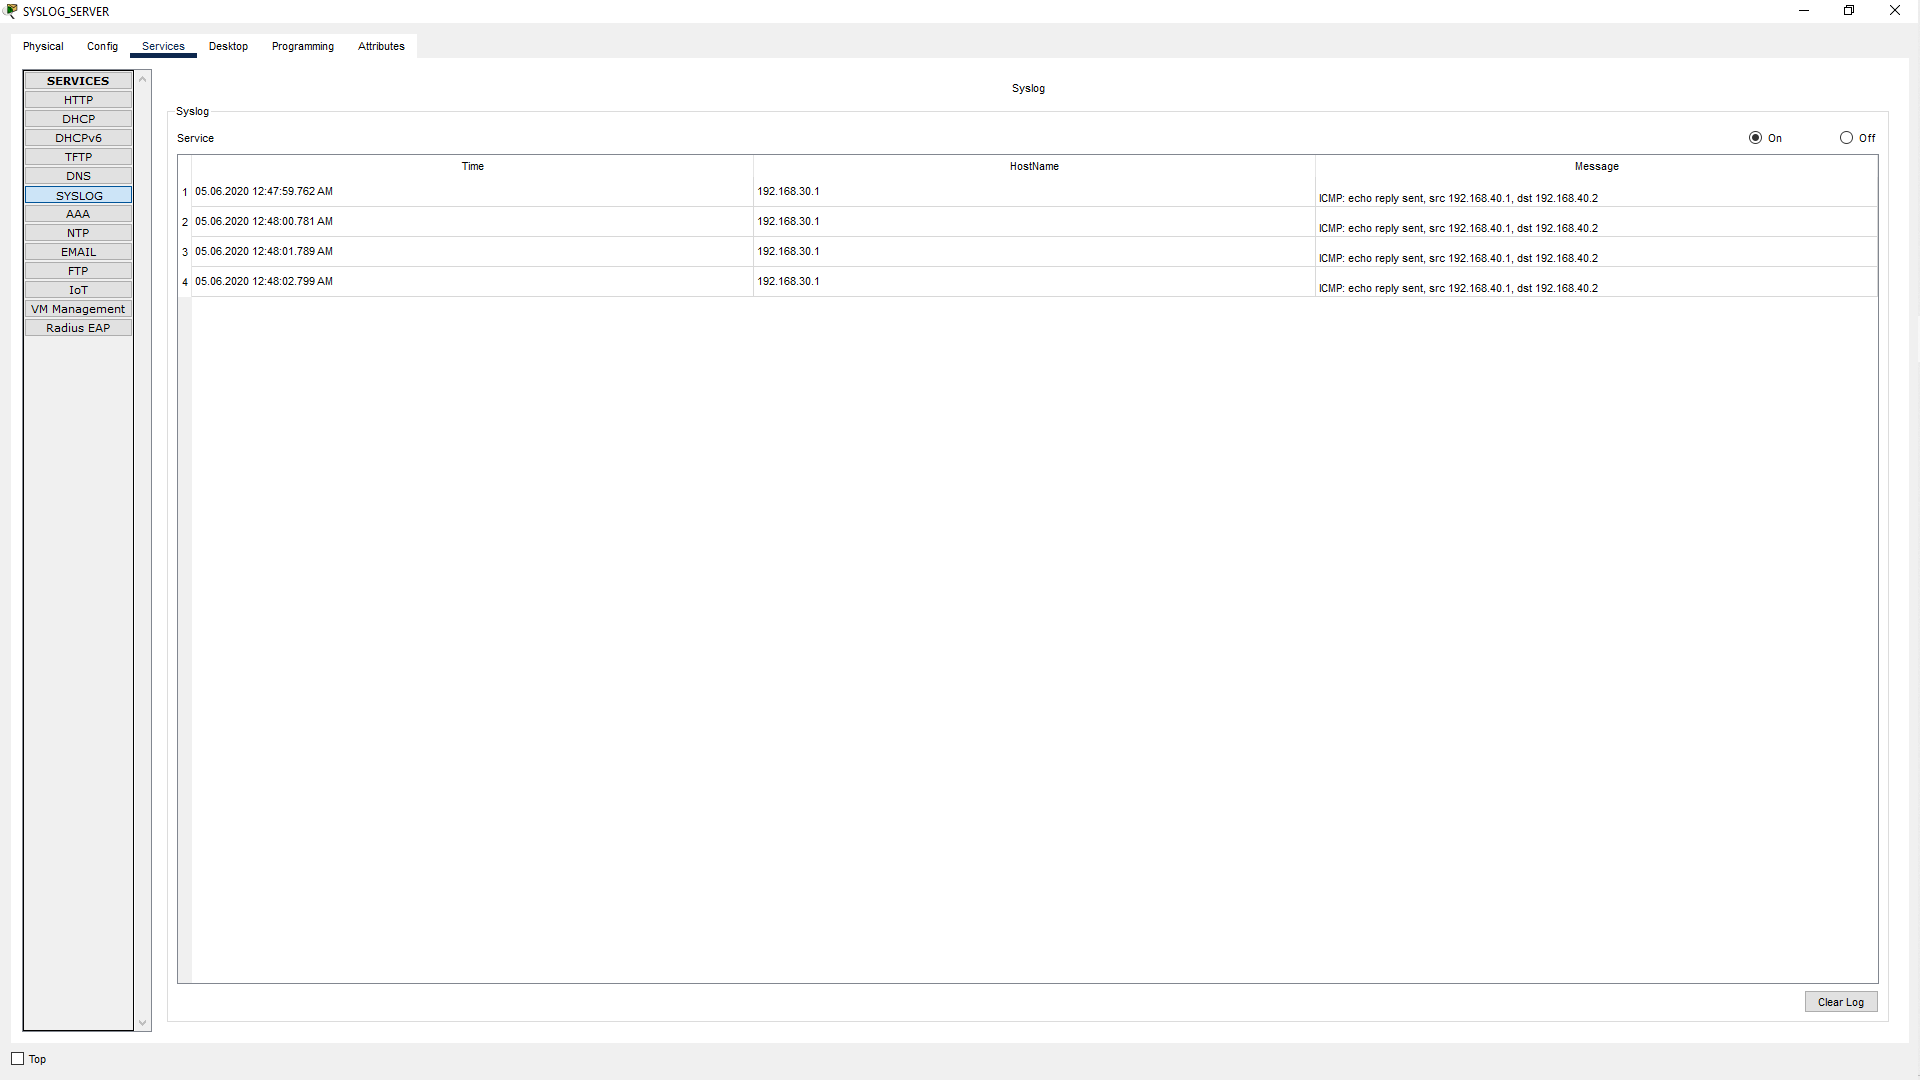 SYSLOG_SERVER
Physical Config Services Desktop Programming Attributes
SERVICES
HTTP
DHCP
DHCPv6
TFTP
DNS
SYSLOG
AAA
NTP
EMAIL
FTP
IoT
VM Management
Radius EAP
Syslog
Syslog
Service On Off
Time HostName Message
1 05.06.2020 12:47:59.762 AM 192.168.30.1 ICMP: echo reply sent, src 192.168.40.1, dst 192.168.40.2
2 05.06.2020 12:48:00.781 AM 192.168.30.1 ICMP: echo reply sent, src 192.168.40.1, dst 192.168.40.2
3 05.06.2020 12:48:01.789 AM 192.168.30.1 ICMP: echo reply sent, src 192.168.40.1, dst 192.168.40.2
4 05.06.2020 12:48:02.799 AM 192.168.30.1 ICMP: echo reply sent, src 192.168.40.1, dst 192.168.40.2
Clear Log
Top